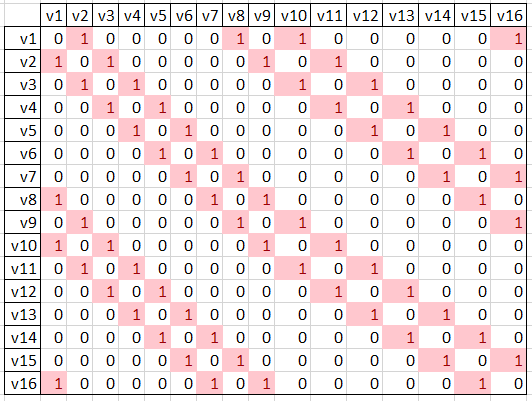 v1 v2 v3 v4 v5 v6 v7 v8 v9 v10 v11 v12 v13 v14 v15 v16
v1 0 1 0 0 0 0 0 1 0 1 0 0 0 0 0 1
v2 1 0 1 0 0 0 0 0 1 0 1 0 0 0 0 0
v3 0 1 0 1 0 0 0 0 0 1 0 1 0 0 0 0
v4 0 0 1 0 1 0 0 0 0 0 1 0 1 0 0 0
v5 0 0 0 1 0 1 0 0 0 0 0 1 0 1 0 0
v6 0 0 0 0 1 0 1 0 0 0 0 0 1 0 1 0
v7 0 0 0 0 0 1 0 1 0 0 0 0 0 1 0 1
v8 1 0 0 0 0 0 1 0 1 0 0 0 0 0 1 0
v9 0 1 0 0 0 0 0 1 0 1 0 0 0 0 0 1
v10 1 0 1 0 0 0 0 0 1 0 1 0 0 0 0 0
v11 0 1 0 1 0 0 0 0 0 1 0 1 0 0 0 0
v12 0 0 1 0 1 0 0 0 0 0 1 0 1 0 0 0
v13 0 0 0 1 0 1 0 0 0 0 0 1 0 1 0 0
v14 0 0 0 0 1 0 1 0 0 0 0 0 1 0 1 0
v15 0 0 0 0 0 1 0 1 0 0 0 0 0 1 0 1
v16 1 0 0 0 0 0 1 0 1 0 0 0 0 0 1 0